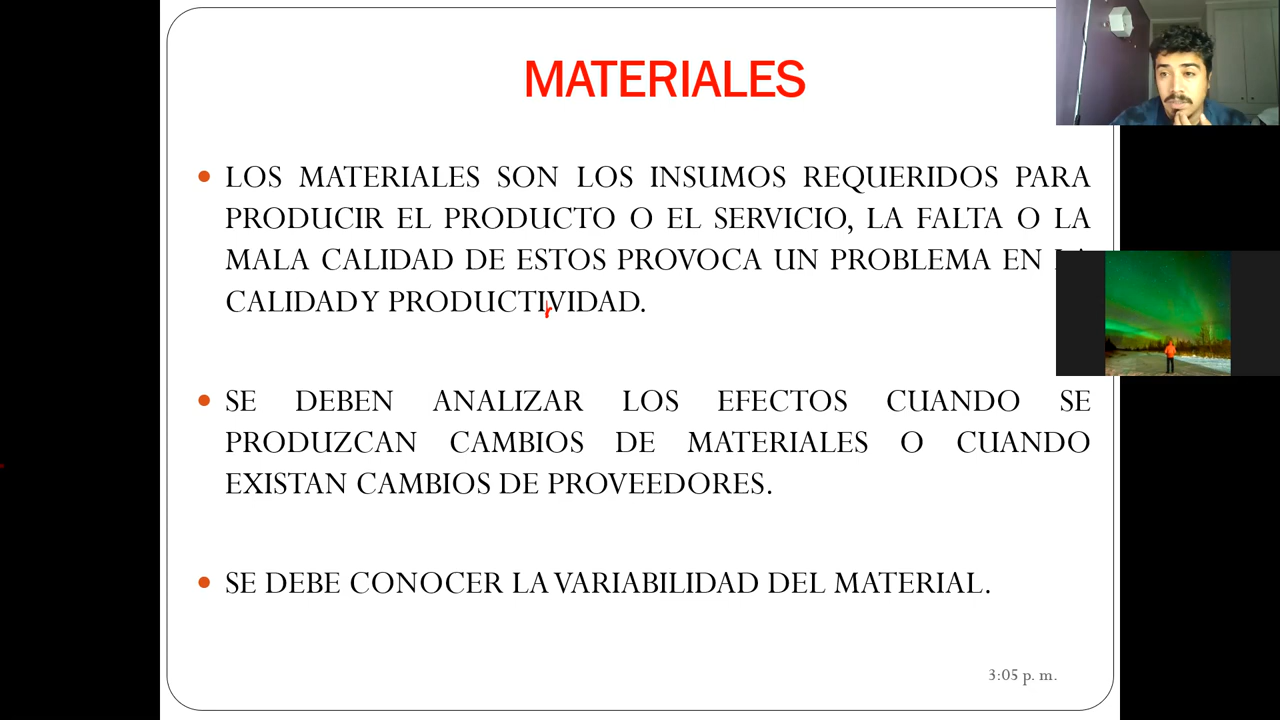 MATERIALES
• LOS MATERIALES SON LOS INSUMOS REQUERIDOS PARA
PRODUCIR EL PRODUCTO O EL SERVICIO, LA FALTA O LA
MALA CALIDAD DE ESTOS PROVOCA UN PROBLEMA EN LA
CALIDAD Y PRODUCTIVIDAD.
• SE DEBEN ANALIZAR LOS EFECTOS CUANDO SE
PRODUZCAN CAMBIOS DE MATERIALES O CUANDO
EXISTAN CAMBIOS DE PROVEEDORES.
• SE DEBE CONOCER LA VARIABILIDAD DEL MATERIAL.
3:05 p. m.